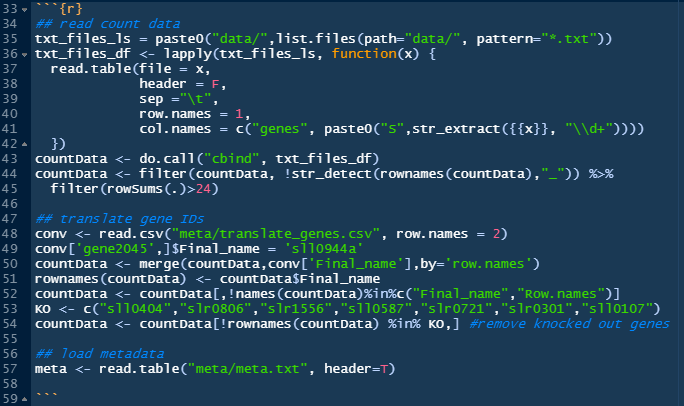 33 ```{r}
34 ## read count data
35 txt_files_ls = paste0("data/",list.files(path="data/", pattern="*.txt"))
36 txt_files_df <- lapply(txt_files_ls, function(x) {
37   read.table(file = x,
38              header = F,
39              sep ="\t",
40              row.names = 1,
41              col.names = c("genes", paste0("S",str_extract({{x}}, "\\d+"))))
42   })
43 countData <- do.call("cbind", txt_files_df)
44 countData <- filter(countData, !str_detect(rownames(countData),"_")) %>%
45   filter(rowSums(.)>24)
46
47 ## translate gene IDs
48 conv <- read.csv("meta/translate_genes.csv", row.names = 2)
49 conv['gene2045',]$Final_name = 'sll0944a'
50 countData <- merge(countData,conv['Final_name'],by='row.names')
51 rownames(countData) <- countData$Final_name
52 countData <- countData[,!names(countData)%in%c("Final_name","Row.names")]
53 KO <- c("sll0404","slr0806","slr1556","sll0587","slr0721","slr0301","sll0107")
54 countData <- countData[!rownames(countData) %in% KO,] #remove knocked out genes
55
56 ## load metadata
57 meta <- read.table("meta/meta.txt", header=T)
58
59 ```